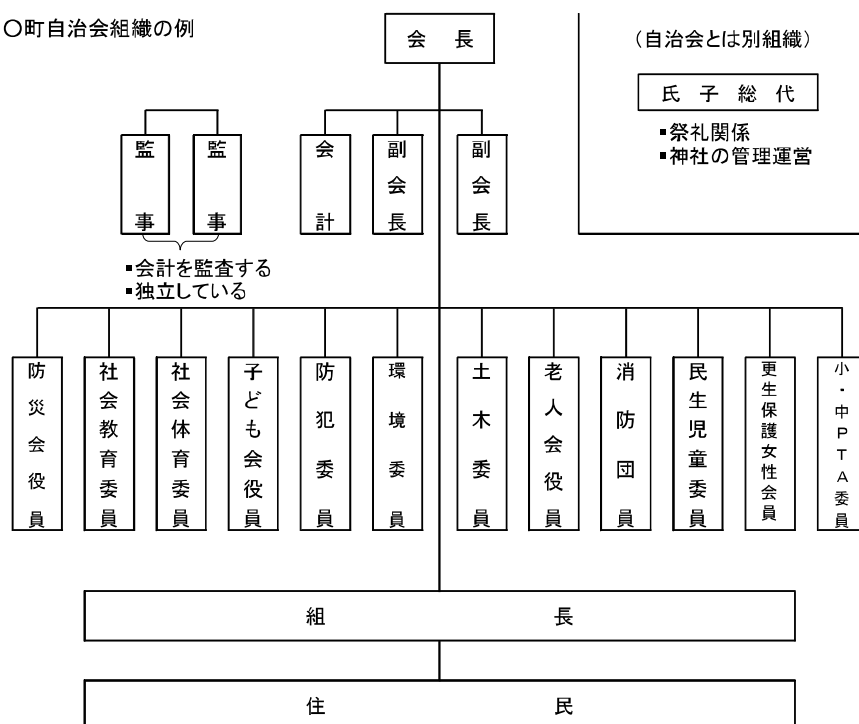 〇町自治会組織の例
会長
(自治会とは別組織)
氏子総代
▪祭礼関係
▪神社の管理運営
監事
監事
会計
副会長
副会長
▪会計を監査する
▪独立している
防災会役員
社会教育委員
社会体育委員
子ども会役員
防犯委員
環境委員
土木委員
老人会役員
消防団員
民生児童委員
更生保護女性会員
小・中PTA委員
組長
住民